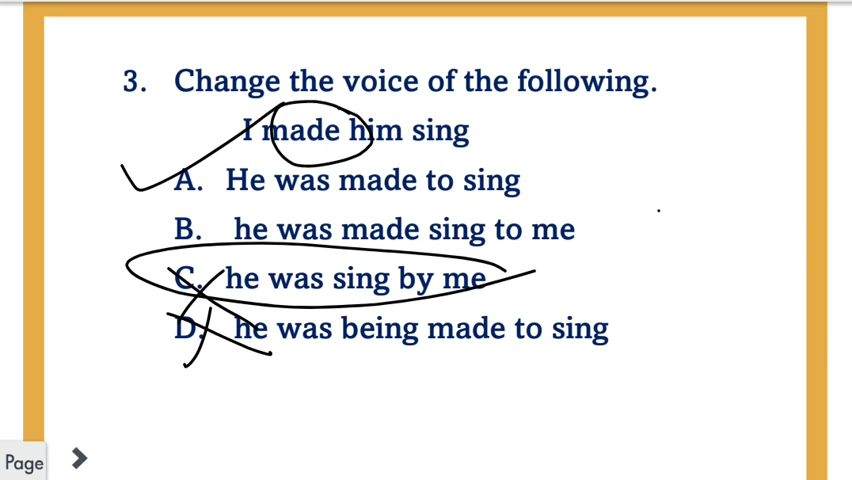 3. Change the voice of the following.
I made him sing
A. He was made to sing
B. he was made sing to me
C. he was sing by me
D. he was being made to sing
Page